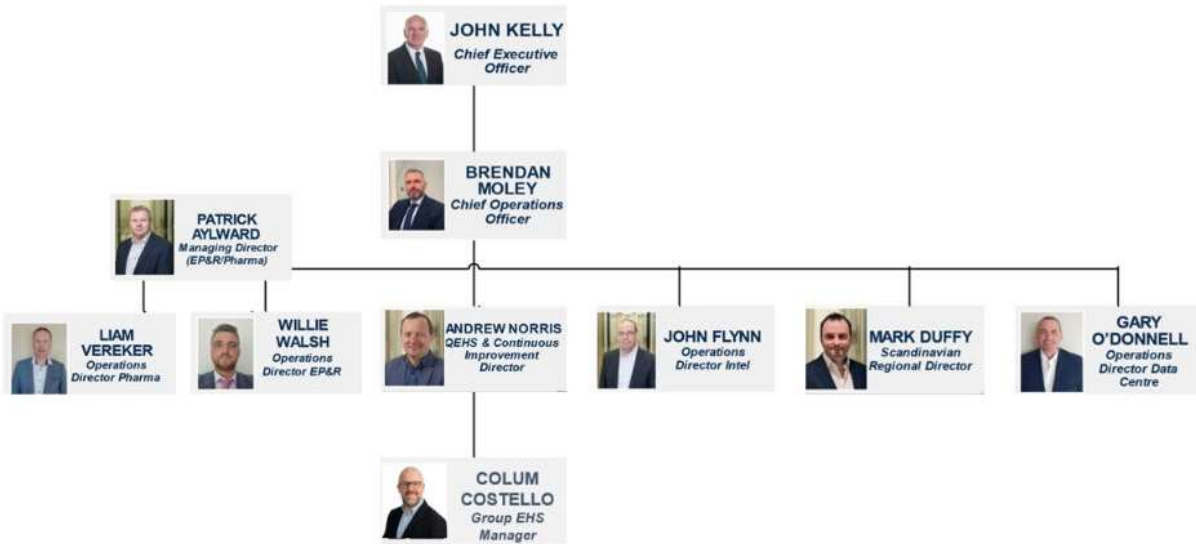 JOHN KELLY
Chief Executive
Officer
BRENDAN
MOLEY
Chief Operations
Officer
PATRICK
AYLWARD
Managing Director
(EP&R/Pharma)
LIAM
VEREKER
Operations
Director Pharma
WILLIE
WALSH
Operations
Director EP&R
ANDREW NORRIS
QEHS & Continuous
Improvement
Director
JOHN FLYNN
Operations
Director Intel
MARK DUFFY
Scandinavian
Regional Director
GARY
O'DONNELL
Operations
Director Data
Centre
COLUM
COSTELLO
Group EHS
Manager